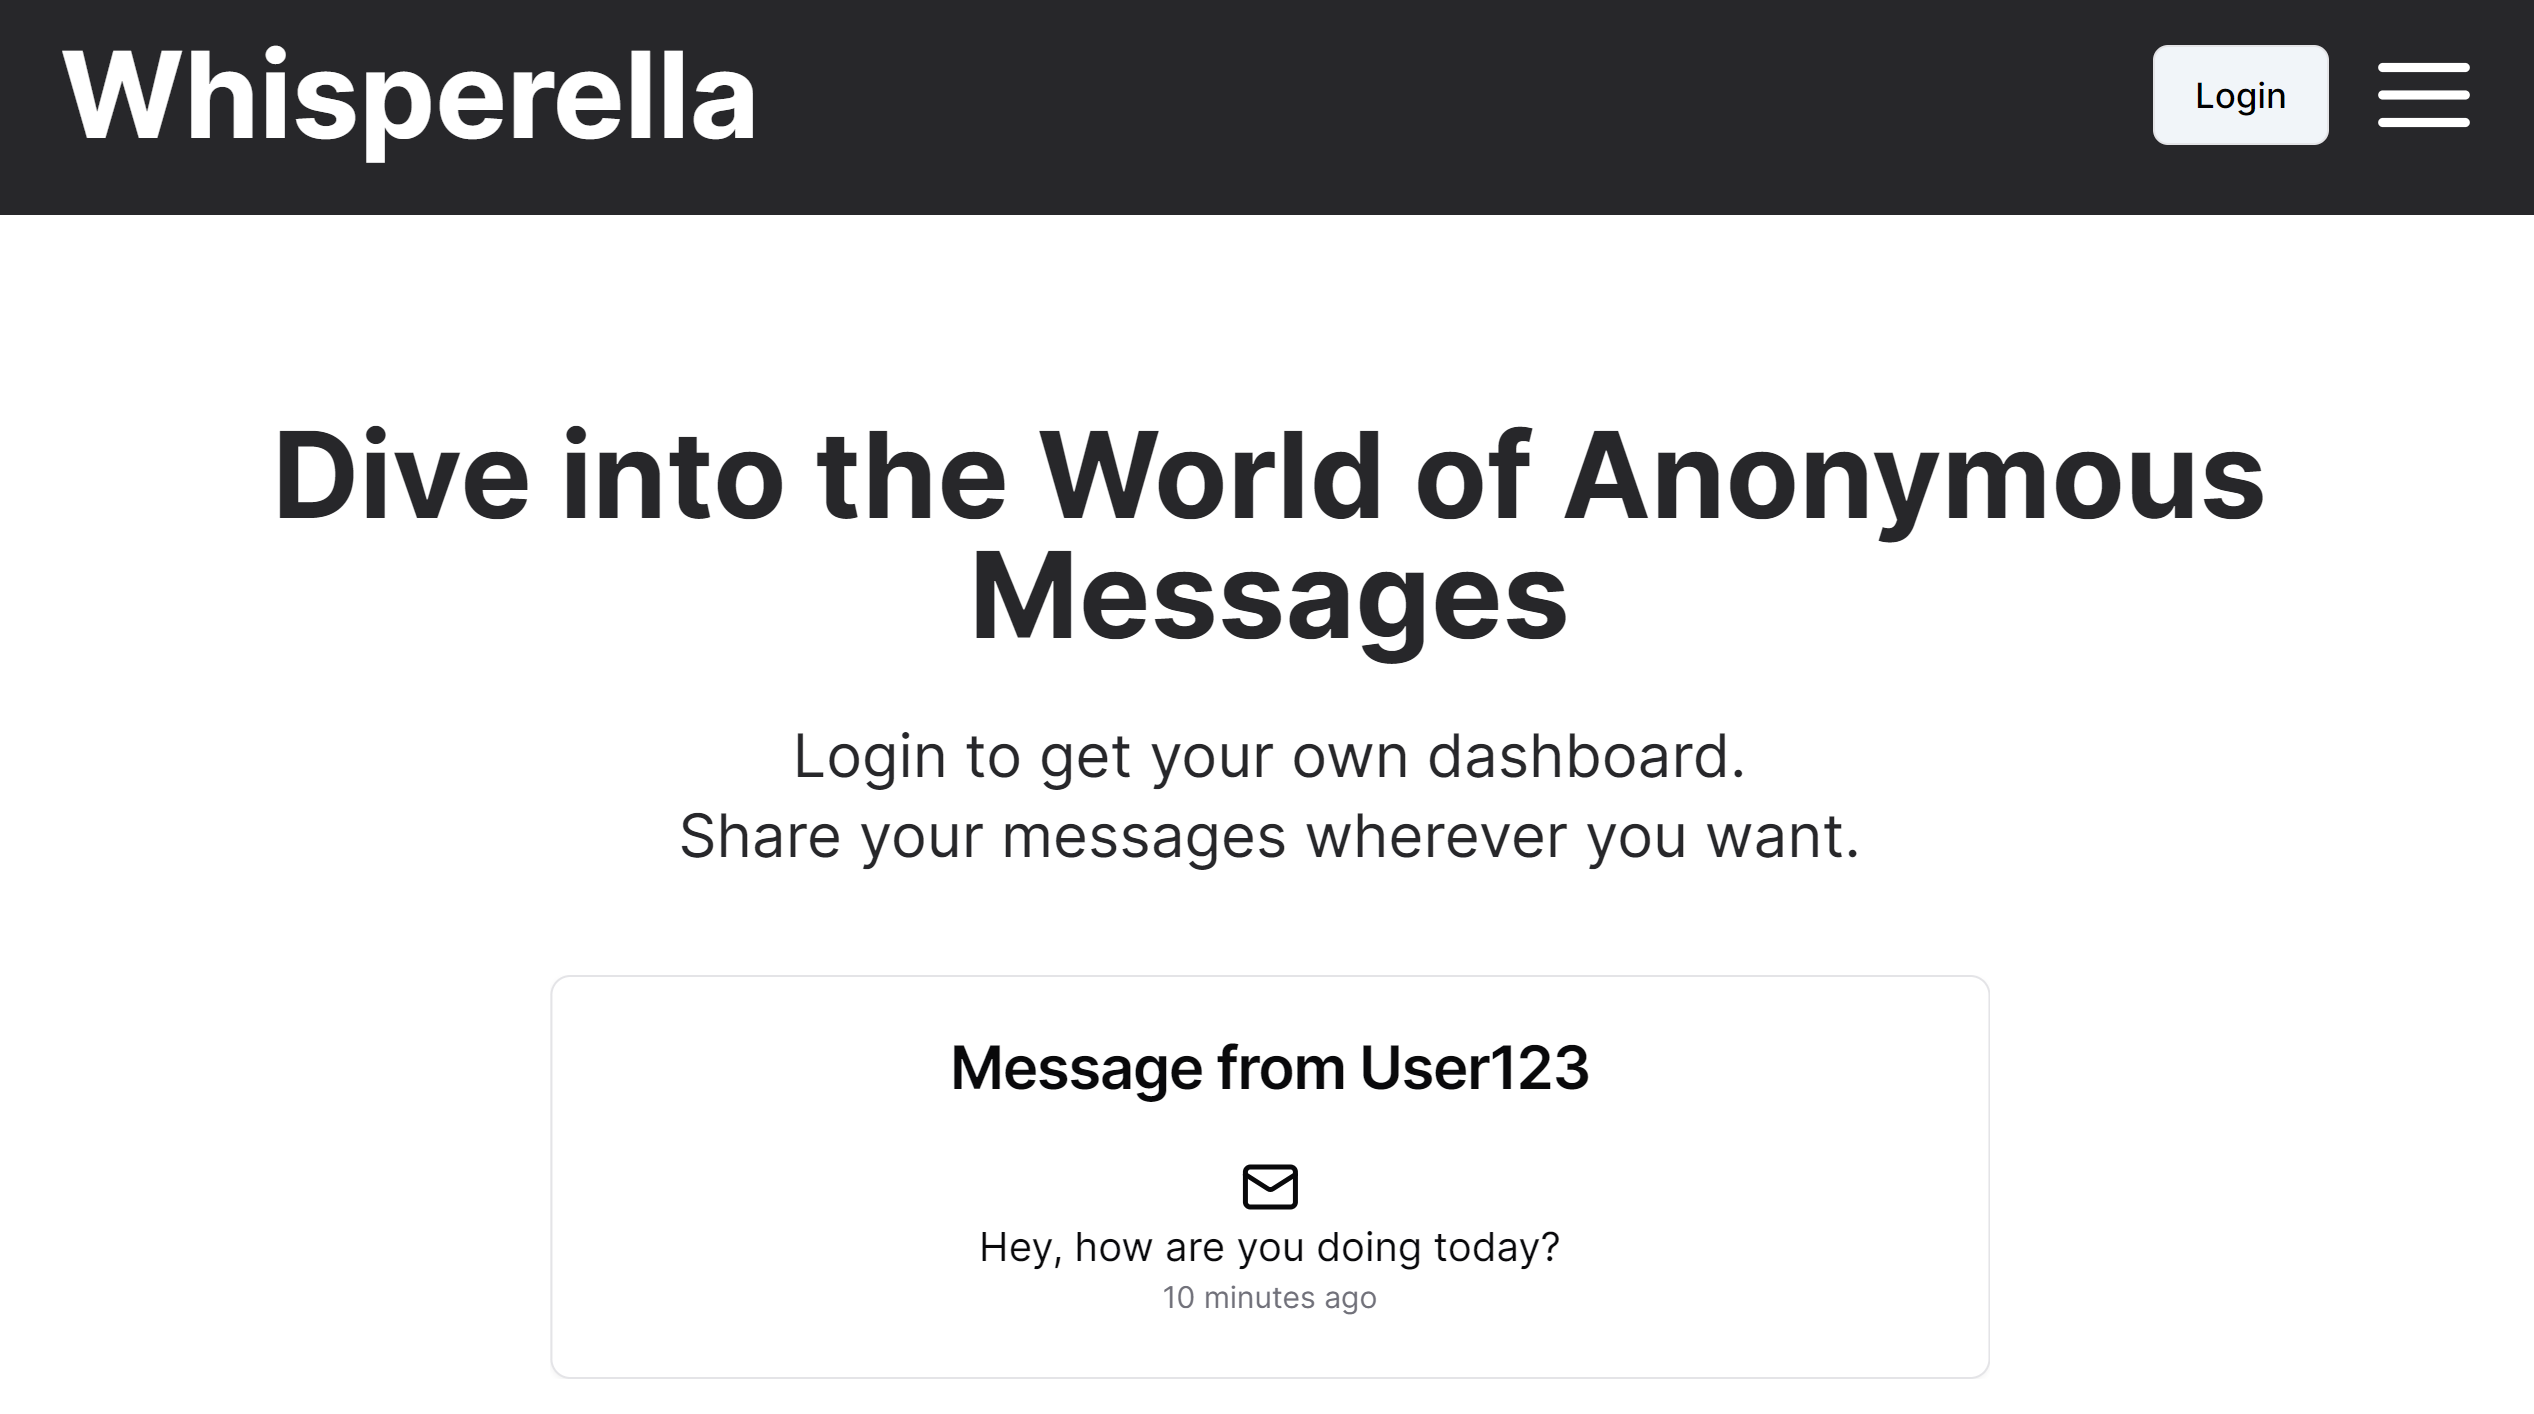 Whisperella
Login
Dive into the World of Anonymous
Messages
Login to get your own dashboard.
Share your messages wherever you want.
Message from User123
Hey, how are you doing today?
10 minutes ago